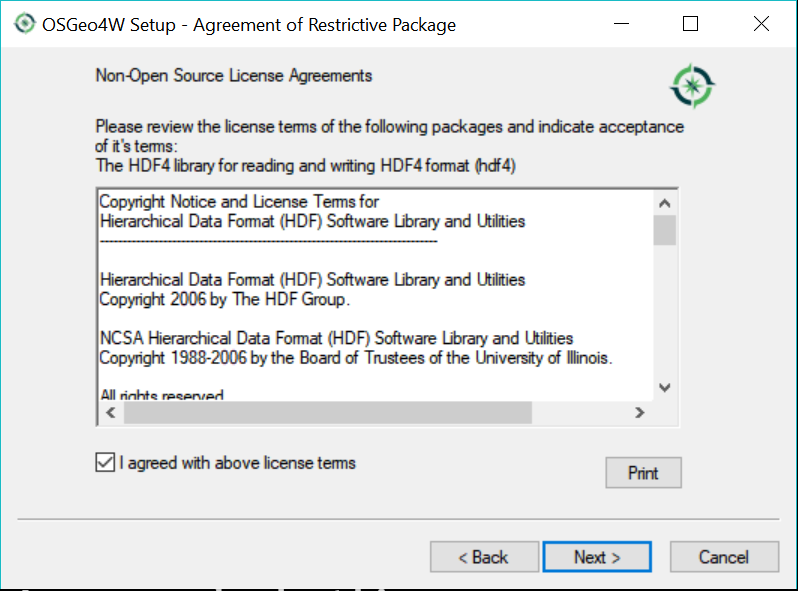 OSGeo4W Setup - Agreement of Restrictive Package
Non-Open Source License Agreements
Please review the license terms of the following packages and indicate acceptance
of it's terms:
The HDF4 library for reading and writing HDF4 format (hdf4)
Copyright Notice and License Terms for
Hierarchical Data Format (HDF) Software Library and Utilities
-----------------------------------------------------------------------------
Hierarchical Data Format (HDF) Software Library and Utilities
Copyright 2006 by The HDF Group.
NCSA Hierarchical Data Format (HDF) Software Library and Utilities
Copyright 1988-2006 by the Board of Trustees of the University of Illinois.
All rights reserved
I agreed with above license terms
Print
< Back
Next >
Cancel